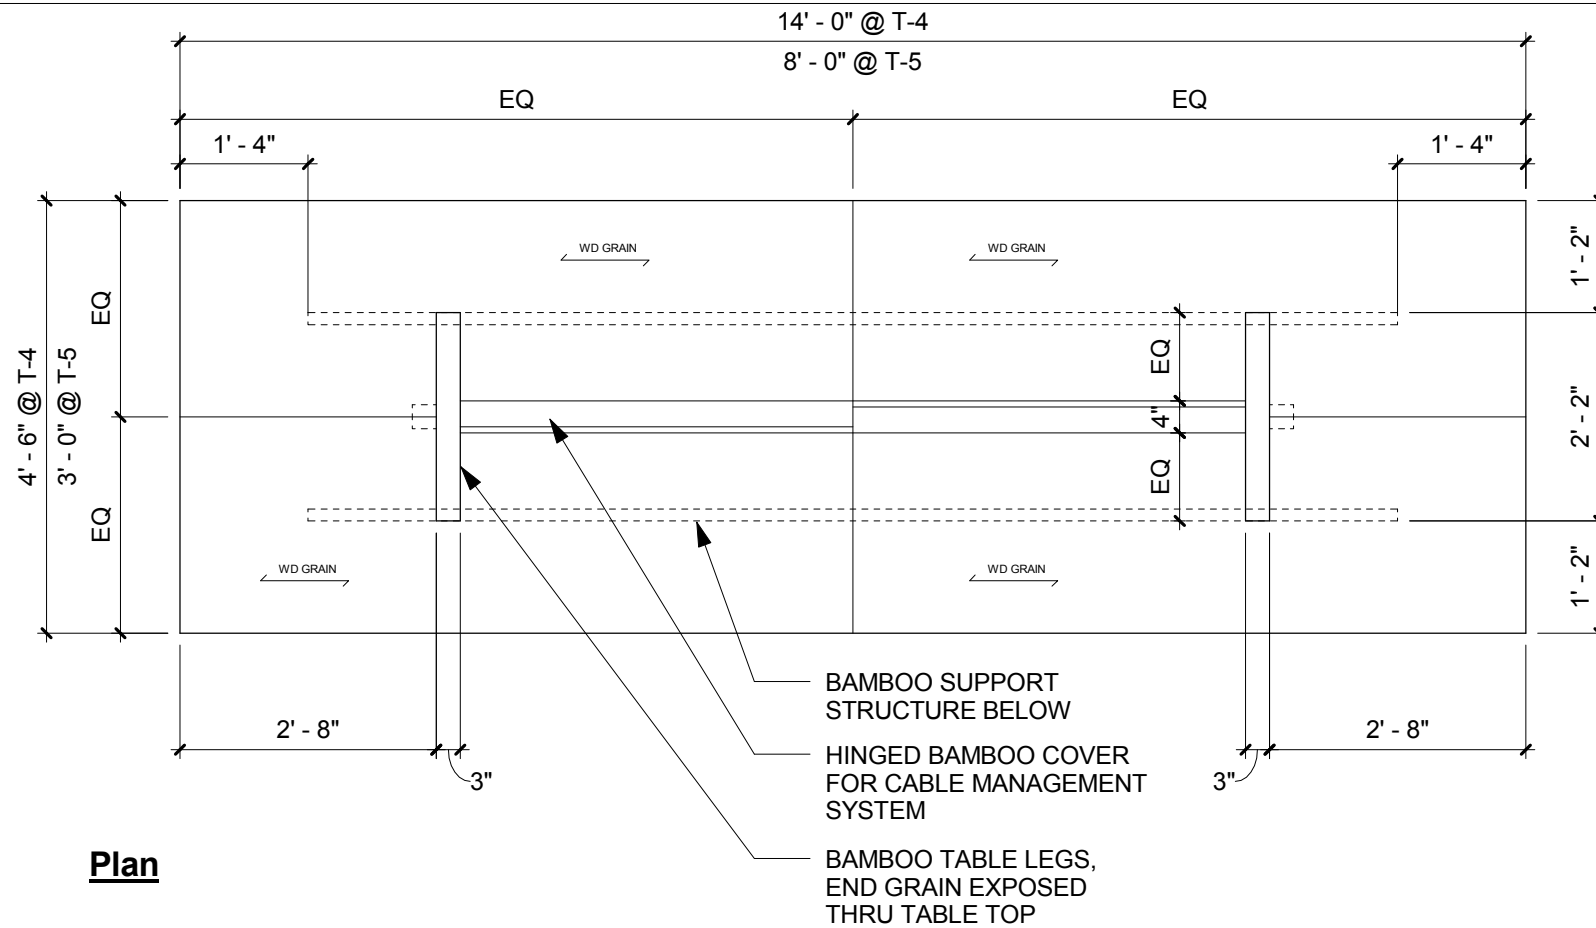 14' - 0" @ T-4
8' - 0" @ T-5
EQ
EQ
1' - 4"
1' - 4"
4' - 6" @ T-4
3' - 0" @ T-5
EQ
EQ
WD GRAIN
WD GRAIN
1' - 2"
EQ
4"
EQ
2' - 2"
WD GRAIN
WD GRAIN
1' - 2"
2' - 8"
3"
3"
2' - 8"
BAMBOO SUPPORT
STRUCTURE BELOW
HINGED BAMBOO COVER
FOR CABLE MANAGEMENT
SYSTEM
BAMBOO TABLE LEGS,
END GRAIN EXPOSED
THRU TABLE TOP
Plan